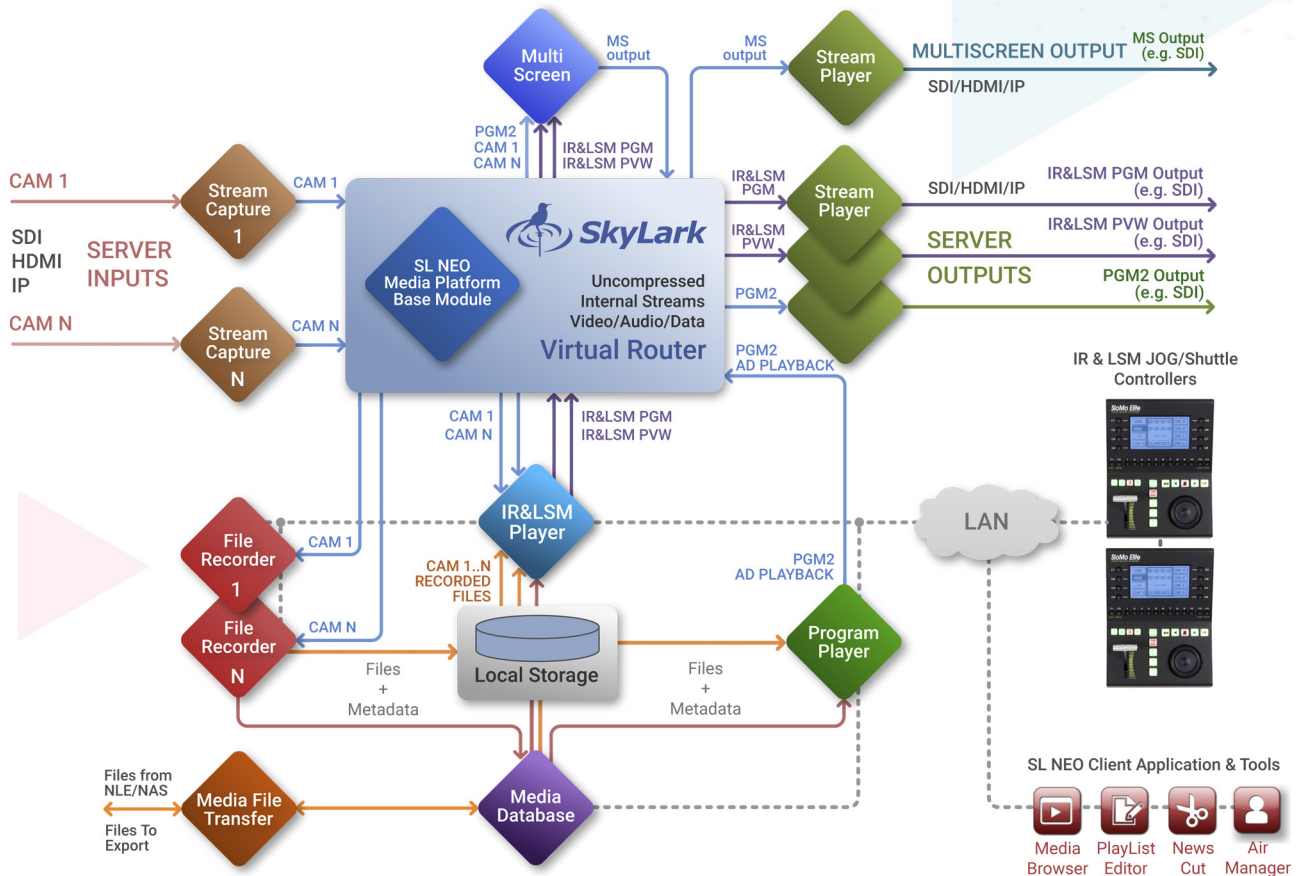 Multi
Screen
MS
output
MS
output
Stream
Player
MULTISCREEN OUTPUT
MS Output
(e.g. SDI)
SDI/HDMI/IP
PGM2
CAM 1
CAM N
IR&LSM PGM
IR&LSM PVW
CAM 1
SDI
HDMI
IP
SERVER
INPUTS
CAM N
Stream
Capture
1
CAM 1
Stream
Capture
N
CAM N
SkyLark
SL NEO
Media Platform
Base Module
Uncompressed
Internal Streams
Video/Audio/Data
Virtual Router
IR&LSM
PGM
IR&LSM
PVW
PGM2
Stream
Player
SDI/HDMI/IP
SERVER
OUTPUTS
IR&LSM PGM Output
(e.g. SDI)
IR&LSM PVW Output
(e.g. SDI)
PGM2 Output
(e.g. SDI)
PGM2
AD PLAYBACK
CAM 1
CAM N
IR&LSM PGM
IR&LSM PVW
IR & LSM JOG/Shuttle
Controllers
SloMo Elite
SloMo Elite
IR&LSM
Player
LAN
File
Recorder
1
CAM 1
File
Recorder
N
CAM N
CAM 1..N
RECORDED
FILES
PGM2
AD PLAYBACK
Local Storage
Program
Player
Files
+
Metadata
Files
+
Metadata
Files from
NLE/NAS
Files To
Export
Media File
Transfer
Media
Database
SL NEO Client Application & Tools
Media
Browser
PlayList
Editor
News
Cut
Air
Manager